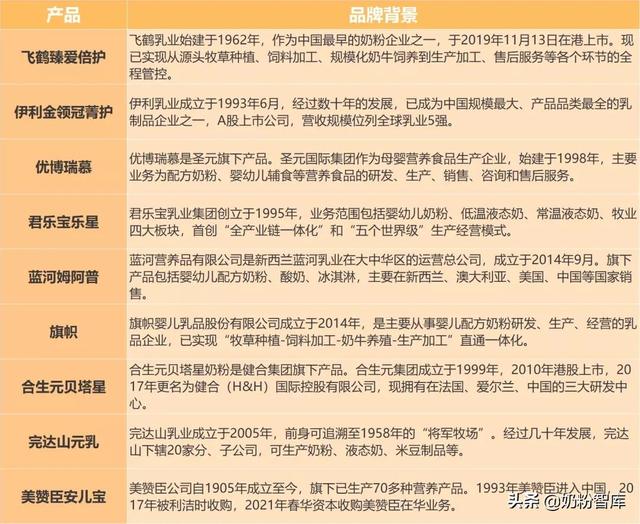 产品
品牌背景
飞鹤臻爱倍护
飞鹤乳业始建于1962年，作为中国最早的奶粉企业之一，于2019年11月13日在港上市。现
已实现从源头牧草种植、饲料加工、规模化奶牛饲养到生产加工、售后服务等各个环节的全
程管控。
伊利金领冠菁护
伊利乳业成立于1993年6月，经过数十年的发展，已成为中国规模最大、产品品类最全的乳
制品企业之一，A股上市公司，营收规模位列全球乳业5强。
优博瑞慕
优博瑞慕是圣元旗下产品。圣元国际集团作为母婴营养食品生产企业，始建于1998年，主要
业务为配方奶粉、婴幼儿辅食等营养食品的研发、生产、销售、咨询和售后服务。
君乐宝乐星
君乐宝乳业集团创立于1995年，业务范围包括婴幼儿奶粉、低温液态奶、常温液态奶、牧业
四大板块，首创“全产业链一体化”和“五个世界级”生产经营模式。
蓝河姆阿普
蓝河营养品有限公司是新西兰蓝河乳业在大中华区的运营总公司，成立于2014年9月。旗下
产品包括婴幼儿配方奶粉、酸奶、冰淇淋，主要在新西兰、澳大利亚、美国、中国等国家销
售。
旗帜
旗帜婴儿乳品股份有限公司成立于2014年，是主要从事婴儿配方奶粉研发、生产、经营的乳
品企业，已实现“牧草种植-饲料加工-奶牛养殖-生产加工”直通一体化。
合生元贝塔星
合生元贝塔星奶粉是健合集团旗下产品。合生元集团成立于1999年，2010年港股上市，2
017年更名为健合（H&H）国际控股有限公司，现拥有在法国、爱尔兰、中国的三大研发中
心。
完达山元乳
完达山乳业成立于2005年，前身可追溯至1958年的“将军牧场”。经过几十年发展，完达
山下辖20家分、子公司，可生产奶粉、液态奶、米豆制品等。
美赞臣安儿宝
美赞臣公司自1905年成立至今，旗下已生产70多种营养产品。1993年美赞臣进入中国，20
17年被利洁时收购，2021年春华资本收购美赞臣在华业务。
头条 @奶粉智库